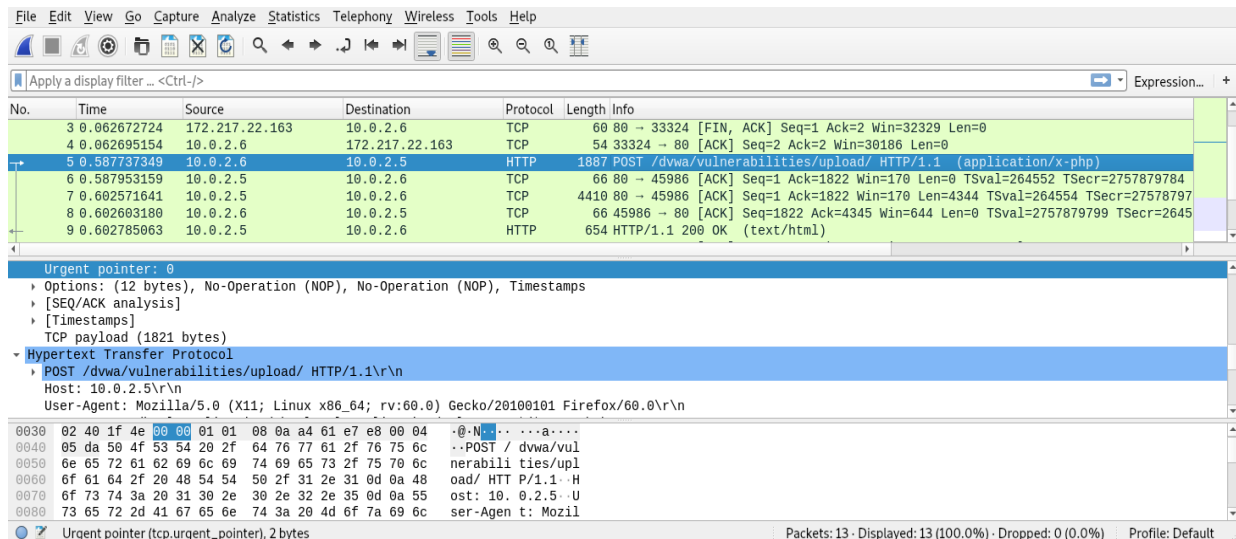 File Edit View Go Capture Analyze Statistics Telephony Wireless Tools Help
Apply a display filter ... <Ctrl-/> Expression... +
No. Time Source Destination Protocol Length Info
3 0.062672724 172.217.22.163 10.0.2.6 TCP 60 80 → 33324 [FIN, ACK] Seq=1 Ack=2 Win=32329 Len=0
4 0.062695154 10.0.2.6 172.217.22.163 TCP 54 33324 → 80 [ACK] Seq=2 Ack=2 Win=30186 Len=0
5 0.587737349 10.0.2.6 10.0.2.5 HTTP 1887 POST /dvwa/vulnerabilities/upload/ HTTP/1.1 (application/x-php)
6 0.587953159 10.0.2.5 10.0.2.6 TCP 66 80 → 45986 [ACK] Seq=1 Ack=1822 Win=170 Len=0 TSval=264552 TSecr=2757879784
7 0.602571641 10.0.2.5 10.0.2.6 TCP 4410 80 → 45986 [ACK] Seq=1 Ack=1822 Win=170 Len=4344 TSval=264554 TSecr=27578797
8 0.602603180 10.0.2.6 10.0.2.5 TCP 66 45986 → 80 [ACK] Seq=1822 Ack=4345 Win=644 Len=0 TSval=2757879799 TSecr=2645
9 0.602785063 10.0.2.5 10.0.2.6 HTTP 654 HTTP/1.1 200 OK (text/html)
Urgent pointer: 0
Options: (12 bytes), No-Operation (NOP), No-Operation (NOP), Timestamps
[SEQ/ACK analysis]
[Timestamps]
TCP payload (1821 bytes)
Hypertext Transfer Protocol
POST /dvwa/vulnerabilities/upload/ HTTP/1.1\r\n
Host: 10.0.2.5\r\n
User-Agent: Mozilla/5.0 (X11; Linux x86_64; rv:60.0) Gecko/20100101 Firefox/60.0\r\n
0030 02 40 1f 4e 00 00 01 01 08 0a a4 61 e7 e8 00 04 ·@·N·· ·· ···a····
0040 05 da 50 4f 53 54 20 2f 64 76 77 61 2f 76 75 6c ··POST / dvwa/vul
0050 6e 65 72 61 62 69 6c 69 74 69 65 73 2f 75 70 6c nerabili ties/upl
0060 6f 61 64 2f 20 48 54 54 50 2f 31 2e 31 0d 0a 48 oad/ HTT P/1.1··H
0070 6f 73 74 3a 20 31 30 2e 30 2e 32 2e 35 0d 0a 55 ost: 10. 0.2.5··U
0080 73 65 72 2d 41 67 65 6e 74 3a 20 4d 6f 7a 69 6c ser-Agen t: Mozil
Urgent pointer (tcp.urgent_pointer), 2 bytes Packets: 13 · Displayed: 13 (100.0%) · Dropped: 0 (0.0%) Profile: Default